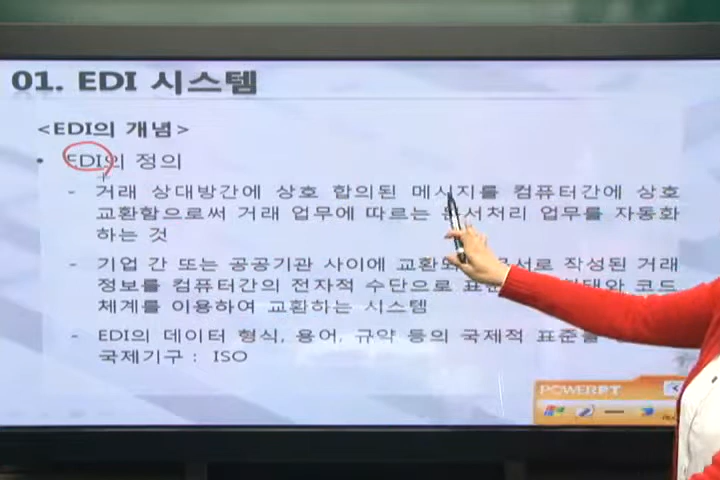 01. EDI 시스템
<EDI의 개념>
• EDI의 정의
- 거래 상대방간에 상호 합의된 메시지를 컴퓨터간에 상호
교환함으로써 거래 업무에 따르는 문서처리 업무를 자동화
하는 것
- 기업 간 또는 공공기관 사이에 교환되 로 작성된 거래
정보를 컴퓨터간의 전자적 수단으로 코드
체계를 이용하여 교환하는 시스템
- EDI의 데이터 형식, 용어, 규약 등의 국제적 표준을
국제기구 : ISO
POWERPT